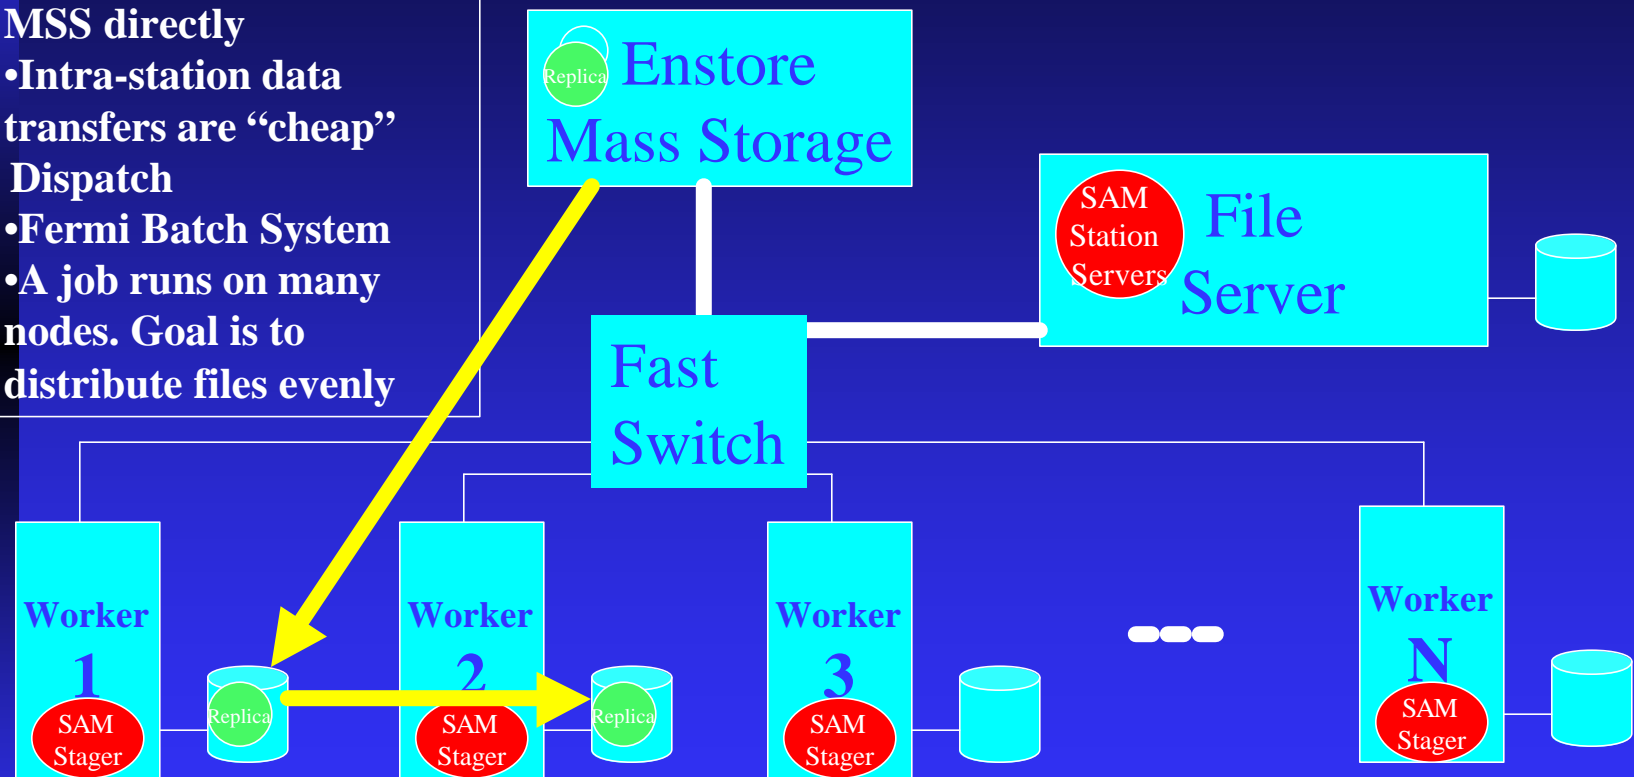 MSS directly
•Intra-station data
transfers are “cheap”
Dispatch
•Fermi Batch System
•A job runs on many
nodes. Goal is to
distribute files evenly
Replica
Enstore
Mass Storage
SAM
Station
Servers
File
Server
Fast
Switch
Worker
1
SAM
Stager
Replica
Worker
2
SAM
Stager
Replica
Worker
3
SAM
Stager
Worker
N
SAM
Stager